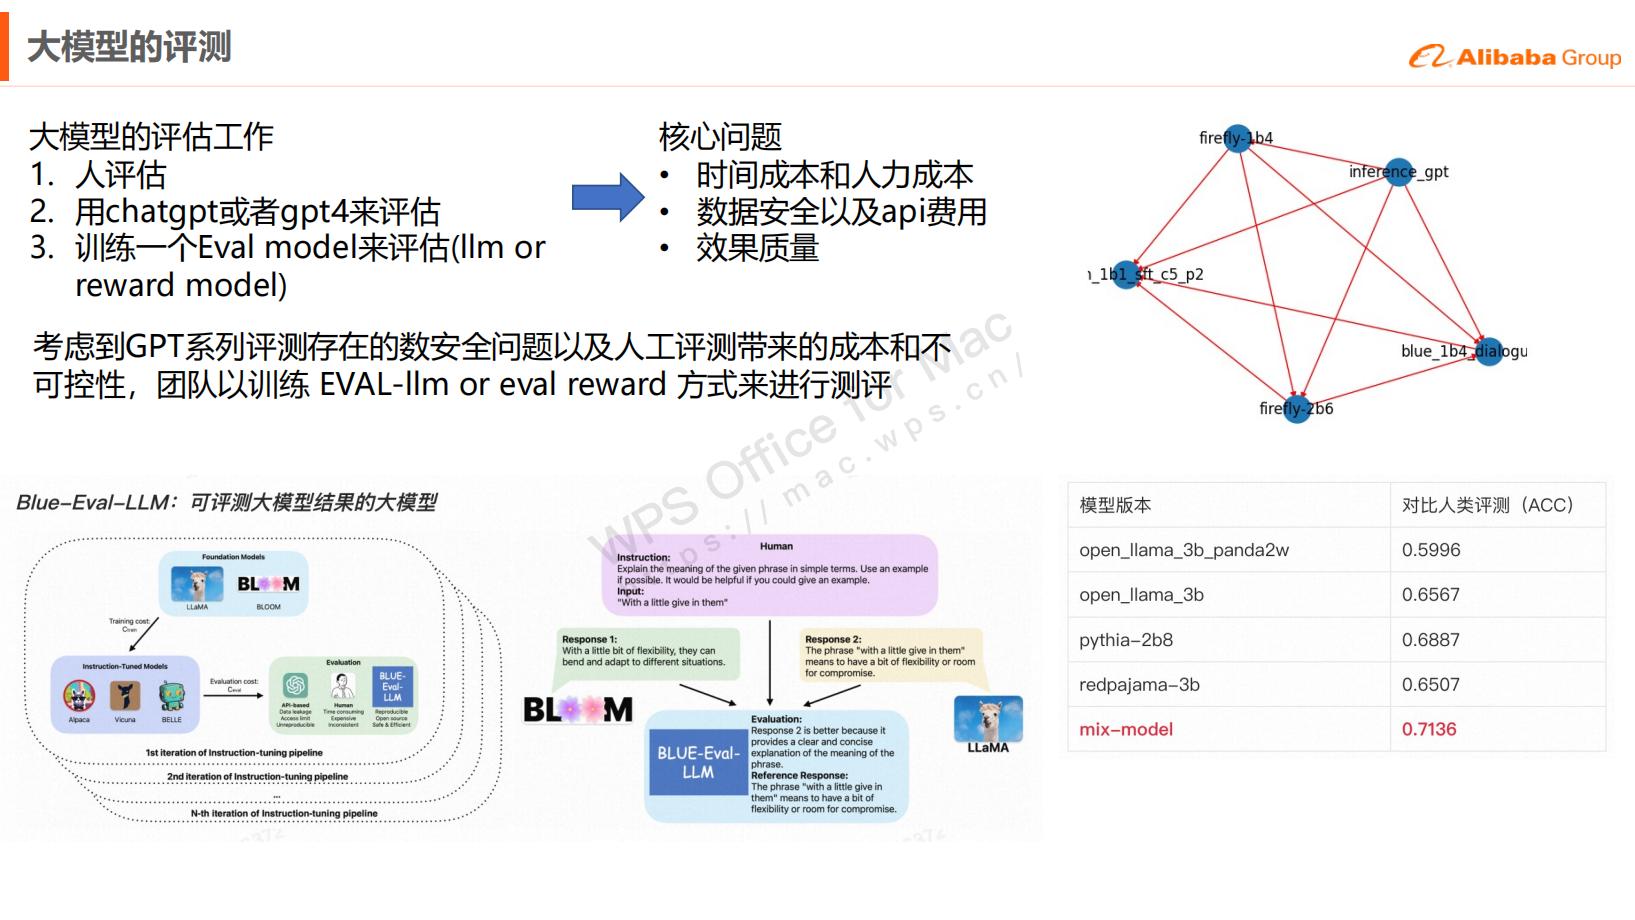 大模型的评测
Alibaba Group
大模型的评估工作
1. 人评估
2. 用chatgpt或者gpt4来评估
3. 训练一个Eval model来评估(llm or
reward model)
核心问题
• 时间成本和人力成本
• 数据安全以及api费用
• 效果质量
考虑到GPT系列评测存在的数安全问题以及人工评测带来的成本和不
可控性，团队以训练 EVAL-llm or eval reward 方式来进行测评
firefly-1b4
inference_gpt
_1b1_sft_c5_p2
blue_1b4_dialogu
firefly-2b6
WPS Office for Mac
https://mac.wps.cn/
Blue-Eval-LLM：可评测大模型结果的大模型
Foundation Models
LLaMA
BLOOM
BLOOM
Training cost:
Ctrain
Instruction-Tuned Models
Alpaca
Vicuna
BELLE
Evaluation cost:
Ceval
Evaluation
BLUE-
Eval-
LLM
API-based
Data leakage
Access limit
Unreproducible
Human
Time consuming
Expensive
Inconsistent
Reproducible
Open source
Safe & Efficient
1st iteration of Instruction-tuning pipeline
2nd iteration of Instruction-tuning pipeline
...
N-th iteration of Instruction-tuning pipeline
Human
Instruction:
Explain the meaning of the given phrase in simple terms. Use an example
if possible. It would be helpful if you could give an example.
Input:
"With a little give in them"
Response 1:
With a little bit of flexibility, they can
bend and adapt to different situations.
Response 2:
The phrase "with a little give in them"
means to have a bit of flexibility or room
for compromise.
BLOOM
LLaMA
BLUE-Eval-
LLM
Evaluation:
Response 2 is better because it
provides a clear and concise
explanation of the meaning of the
phrase.
Reference Response:
The phrase "with a little give in
them" means to have a bit of
flexibility or room for compromise.
模型版本 对比人类评测（ACC）
open_llama_3b_panda2w 0.5996
open_llama_3b 0.6567
pythia-2b8 0.6887
redpajama-3b 0.6507
mix-model 0.7136